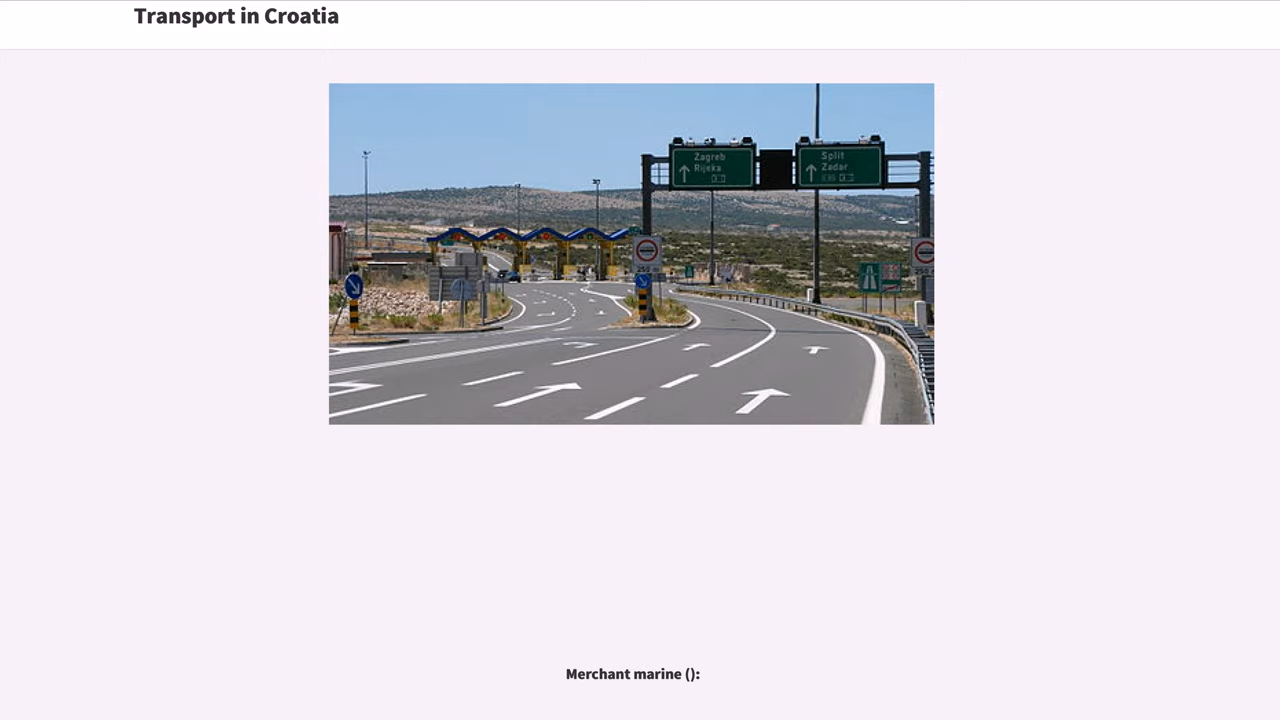 Transport in Croatia
Zagreb
Rijeka
Split
Zadar
Merchant marine ():